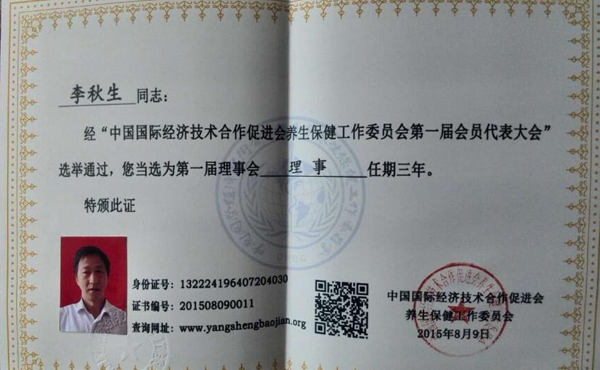 李秋生 同志：
经“中国国际经济技术合作促进会养生保健工作委员会第一届会员代表大会”
选举通过，您当选为第一届理事会 理事 任期三年。
特颁此证
身份证号：132224196407204030
证书编号：201508090011
查询网址：www.yangshengbaojian.org
中国国际经济技术合作促进会
养生保健工作委员会
2015年8月9日